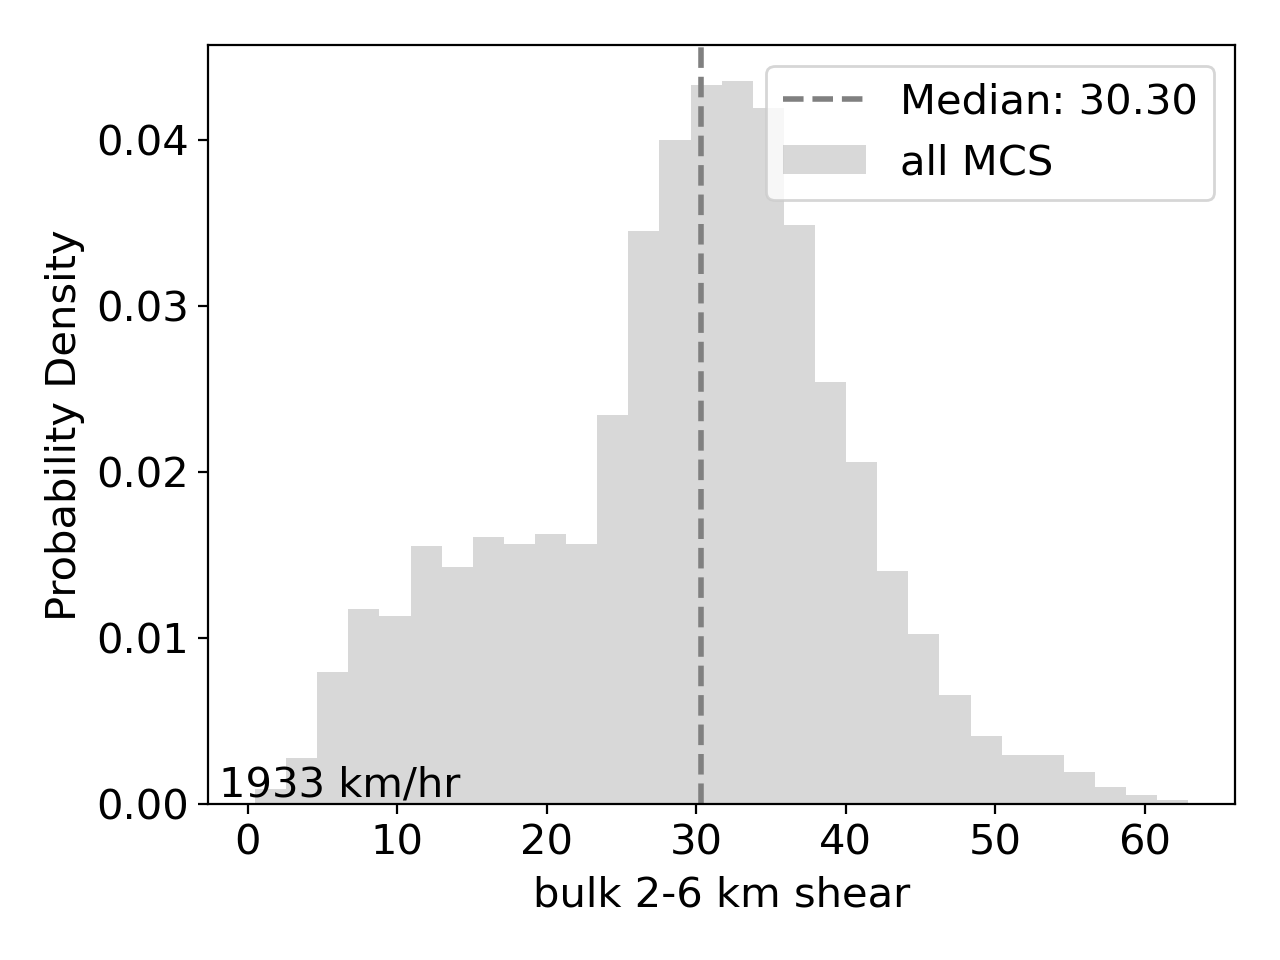 Median: 30.30
all MCS
0.04
0.03
0.02
0.01
0.00
Probability Density
1933 km/hr
0 10 20 30 40 50 60
bulk 2-6 km shear